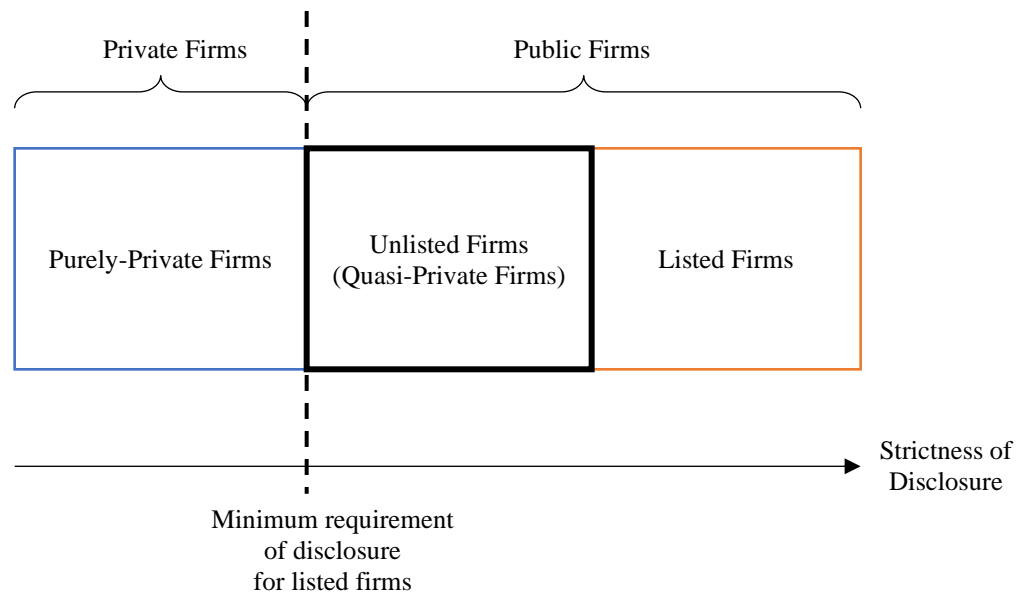 Private Firms
Public Firms
Purely-Private Firms
Unlisted Firms
(Quasi-Private Firms)
Listed Firms
Strictness of
Disclosure
Minimum requirement
of disclosure
for listed firms